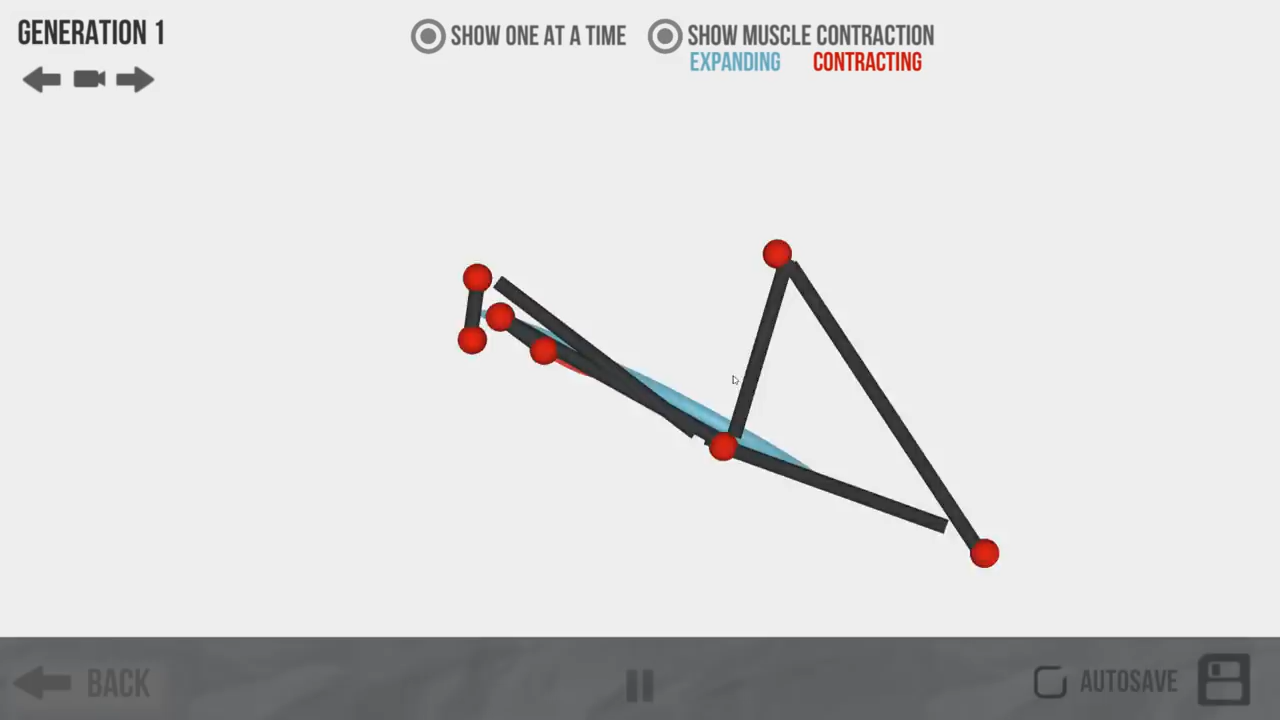 GENERATION 1
SHOW ONE AT A TIME
SHOW MUSCLE CONTRACTION
EXPANDING CONTRACTING
BACK
AUTOSAVE